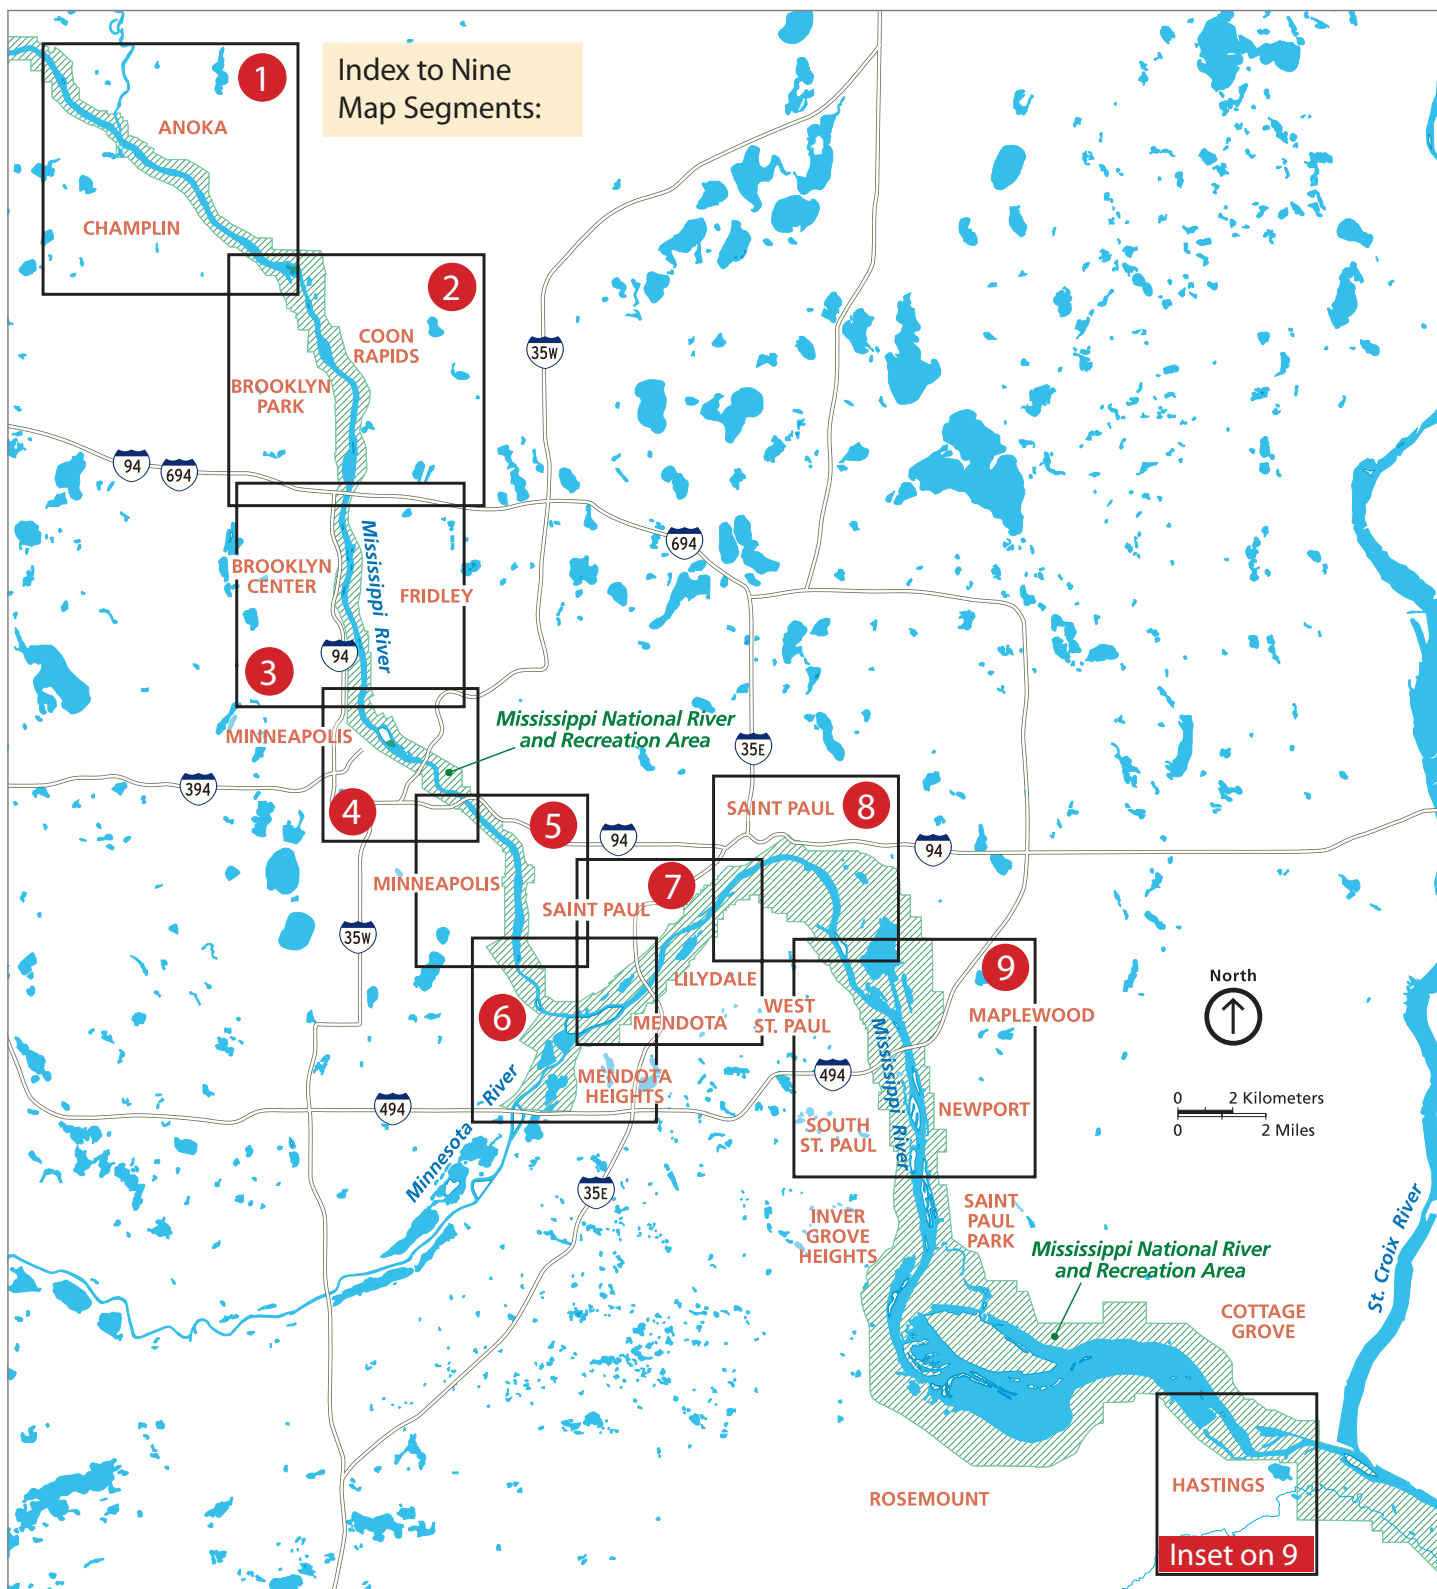 1
Index to Nine
Map Segments:
ANOKA
CHAMPLIN
2
COON
RAPIDS
35W
BROOKLYN
PARK
94
694
694
Mississippi River
BROOKLYN
CENTER
FRIDLEY
94
3
MINNEAPOLIS
Mississippi National River
and Recreation Area
35E
394
4
5
SAINT PAUL
8
94
94
MINNEAPOLIS
7
SAINT PAUL
35W
9
LILYDALE
North
WEST
ST. PAUL
MAPLEWOOD
6
MENDOTA
Mississippi River
MENDOTA
HEIGHTS
494
494
Minnesota River
NEWPORT
SOUTH
ST. PAUL
0 2 Kilometers
0 2 Miles
35E
SAINT
PAUL
PARK
INVER
GROVE
HEIGHTS
Mississippi National River
and Recreation Area
St. Croix River
COTTAGE
GROVE
ROSEMOUNT
HASTINGS
Inset on 9